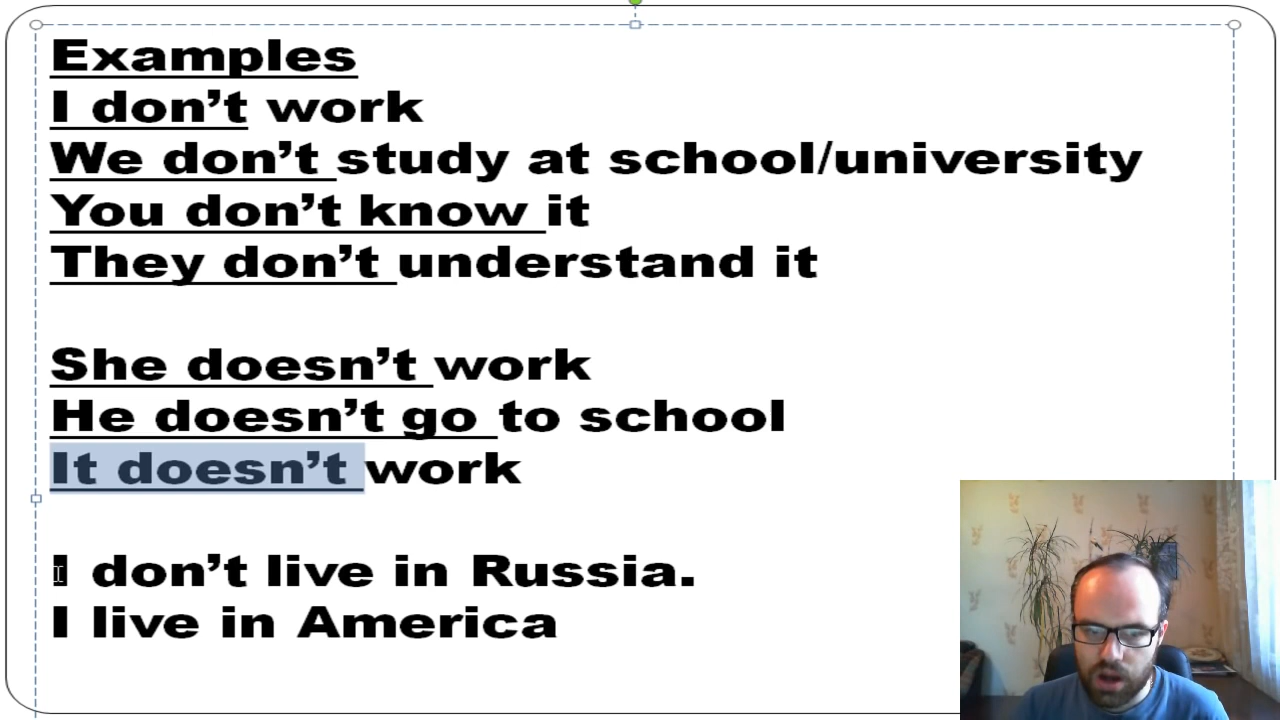 Examples
I don’t work
We don’t study at school/university
You don’t know it
They don’t understand it
She doesn’t work
He doesn’t go to school
It doesn’t work
I don’t live in Russia.
I live in America